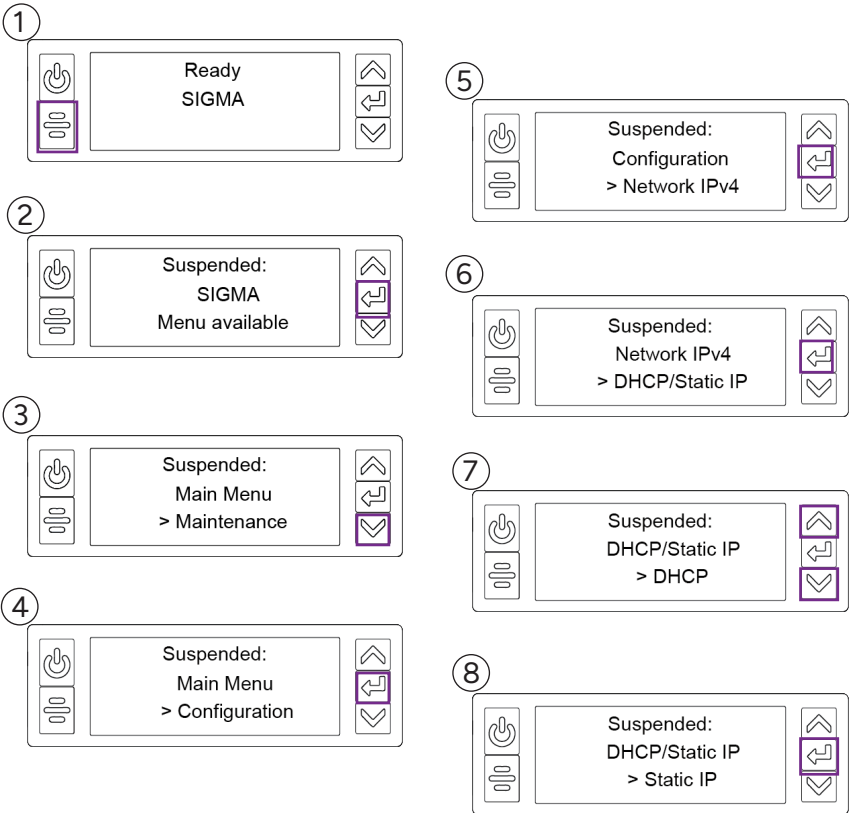 1
Ready
SIGMA
2
Suspended:
SIGMA
Menu available
3
Suspended:
Main Menu
> Maintenance
4
Suspended:
Main Menu
> Configuration
5
Suspended:
Configuration
> Network IPv4
6
Suspended:
Network IPv4
> DHCP/Static IP
7
Suspended:
DHCP/Static IP
> DHCP
8
Suspended:
DHCP/Static IP
> Static IP